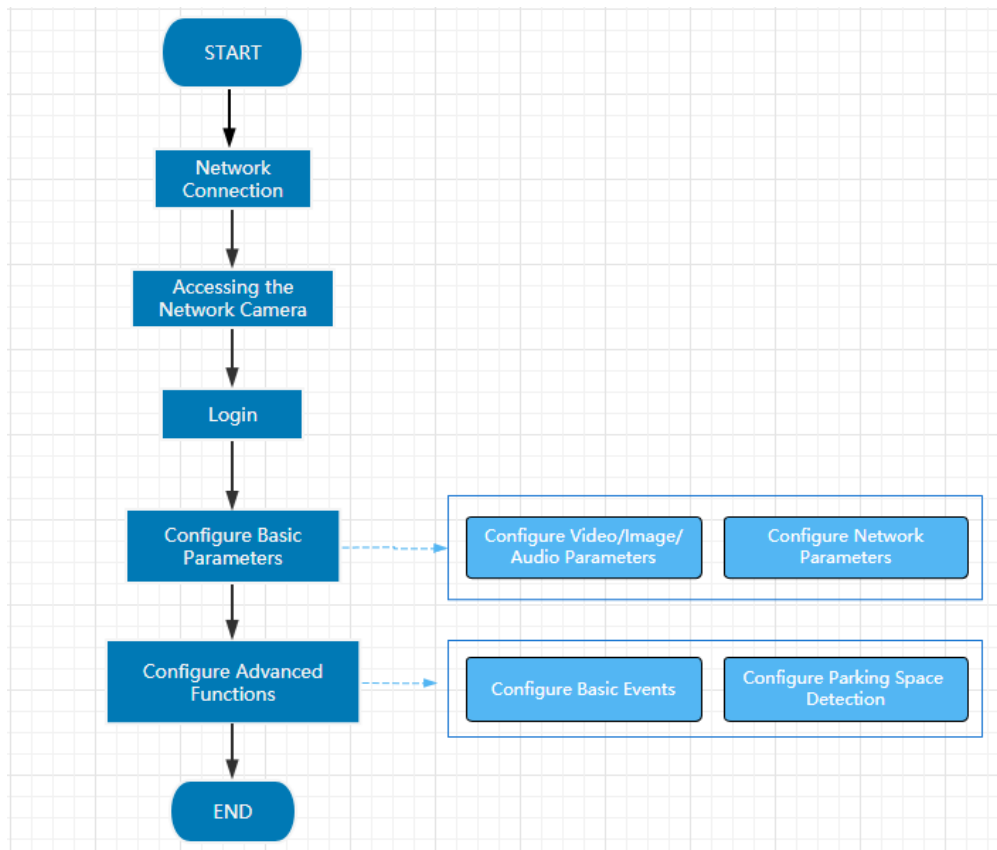 START
Network
Connection
Accessing the
Network Camera
Login
Configure Basic
Parameters
Configure Video/Image/
Audio Parameters
Configure Network
Parameters
Configure Advanced
Functions
Configure Basic Events
Configure Parking Space
Detection
END